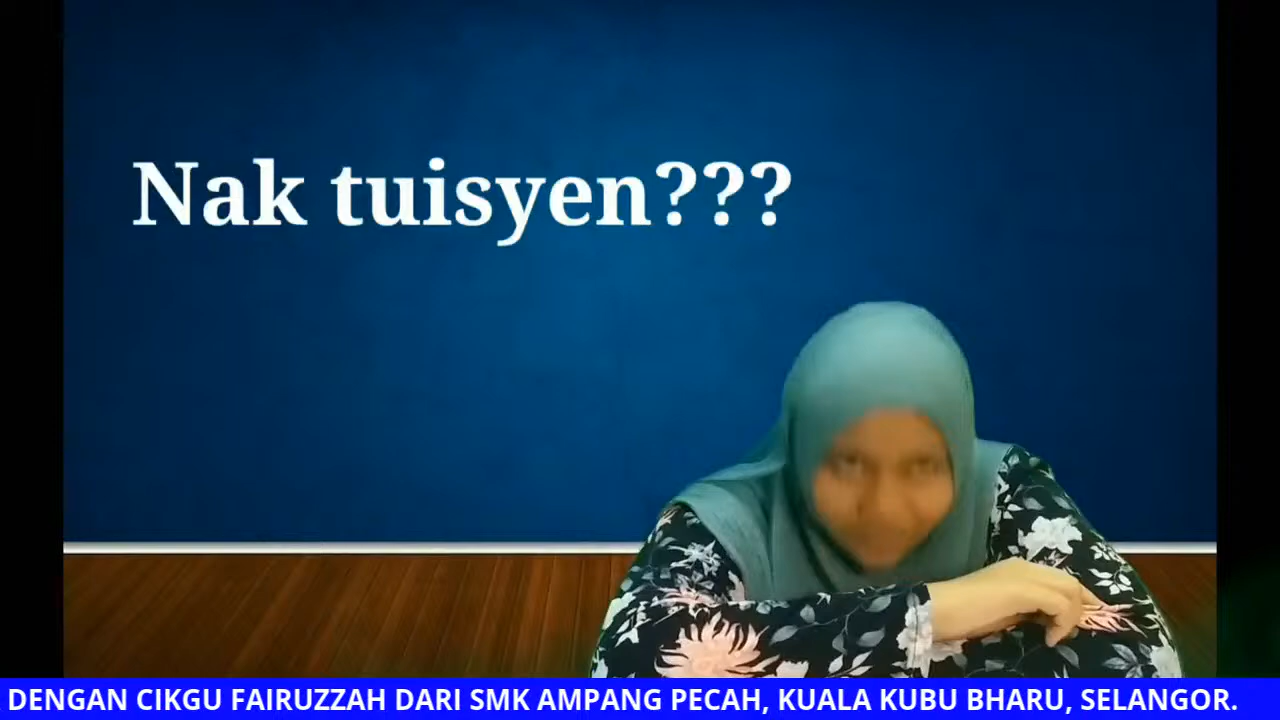 Nak tuisyen???
DENGAN CIKGU FAIRUZZAH DARI SMK AMPANG PECAH, KUALA KUBU BHARU, SELANGOR.